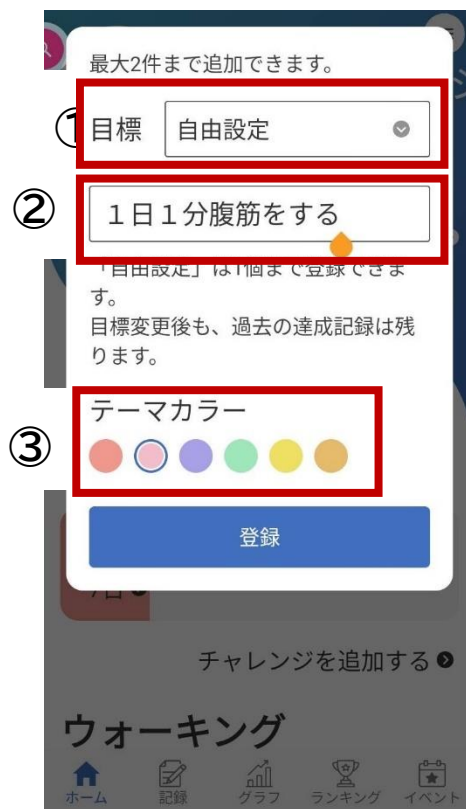 最大2件まで追加できます。
①
目標 自由設定
②
１日１分腹筋をする
「自由設定」は1個まで登録できま
す。
目標変更後も、過去の達成記録は残
ります。
③
テーマカラー
登録
7日
チャレンジを追加する
ウォーキング
ホーム 記録 グラフ ランキング イベント